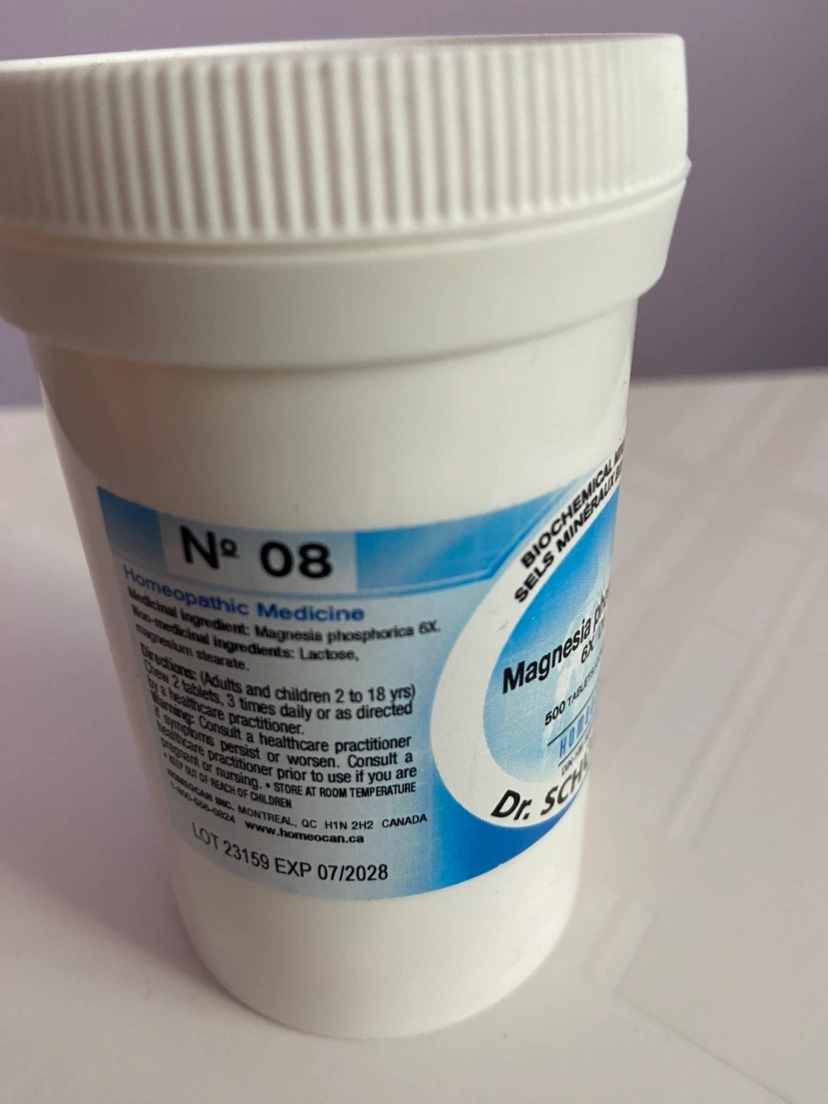 Nº 08
Homeopathic Medicine
Medicinal ingredient: Magnesia phosphorica 6X.
Non-medicinal ingredients: Lactose,
magnesium stearate.
Directions: (Adults and children 2 to 18 yrs)
Chew 2 tablets, 3 times daily or as directed
by a healthcare practitioner.
Warning: Consult a healthcare practitioner
if symptoms persist or worsen. Consult a
healthcare practitioner prior to use if you are
pregnant or nursing. • STORE AT ROOM TEMPERATURE
• KEEP OUT OF REACH OF CHILDREN
HOMEOCAN INC. MONTREAL, QC H1N 2H2 CANADA
www.homeocan.ca
LOT 23159 EXP 07/2028
BIOCHEMICAL
SELS MINÉRAUX
Magnesia
6X
500 TABLETS
Dr.